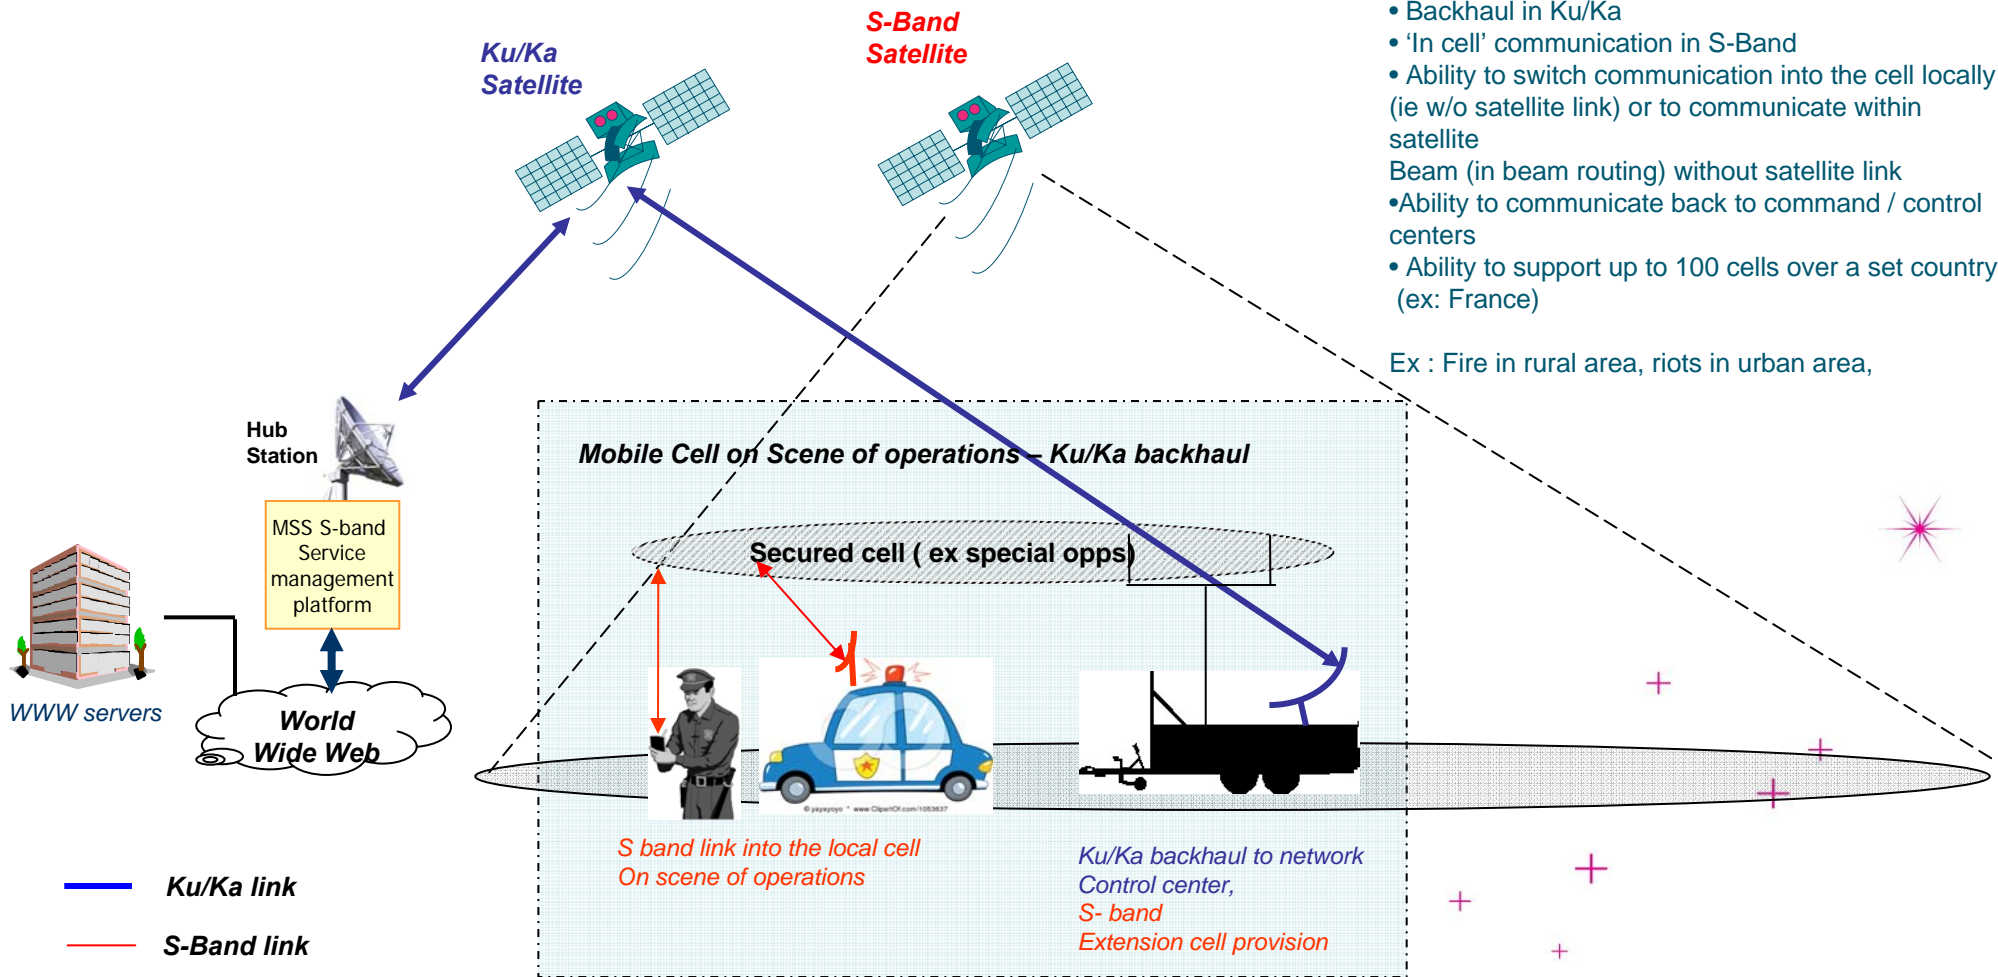 • Backhaul in Ku/Ka
• ‘In cell’ communication in S-Band
• Ability to switch communication into the cell locally
(ie w/o satellite link) or to communicate within
satellite
Beam (in beam routing) without satellite link
•Ability to communicate back to command / control
centers
• Ability to support up to 100 cells over a set country
(ex: France)
Ex : Fire in rural area, riots in urban area,
S-Band
Satellite
Ku/Ka
Satellite
Hub
Station
MSS S-band
Service
management
platform
WWW servers
World
Wide Web
Mobile Cell on Scene of operations – Ku/Ka backhaul
Secured cell ( ex special opps)
© yayayoyo * www.ClipartOf.com/1053637
S band link into the local cell
On scene of operations
Ku/Ka backhaul to network
Control center,
S- band
Extension cell provision
Ku/Ka link
S-Band link